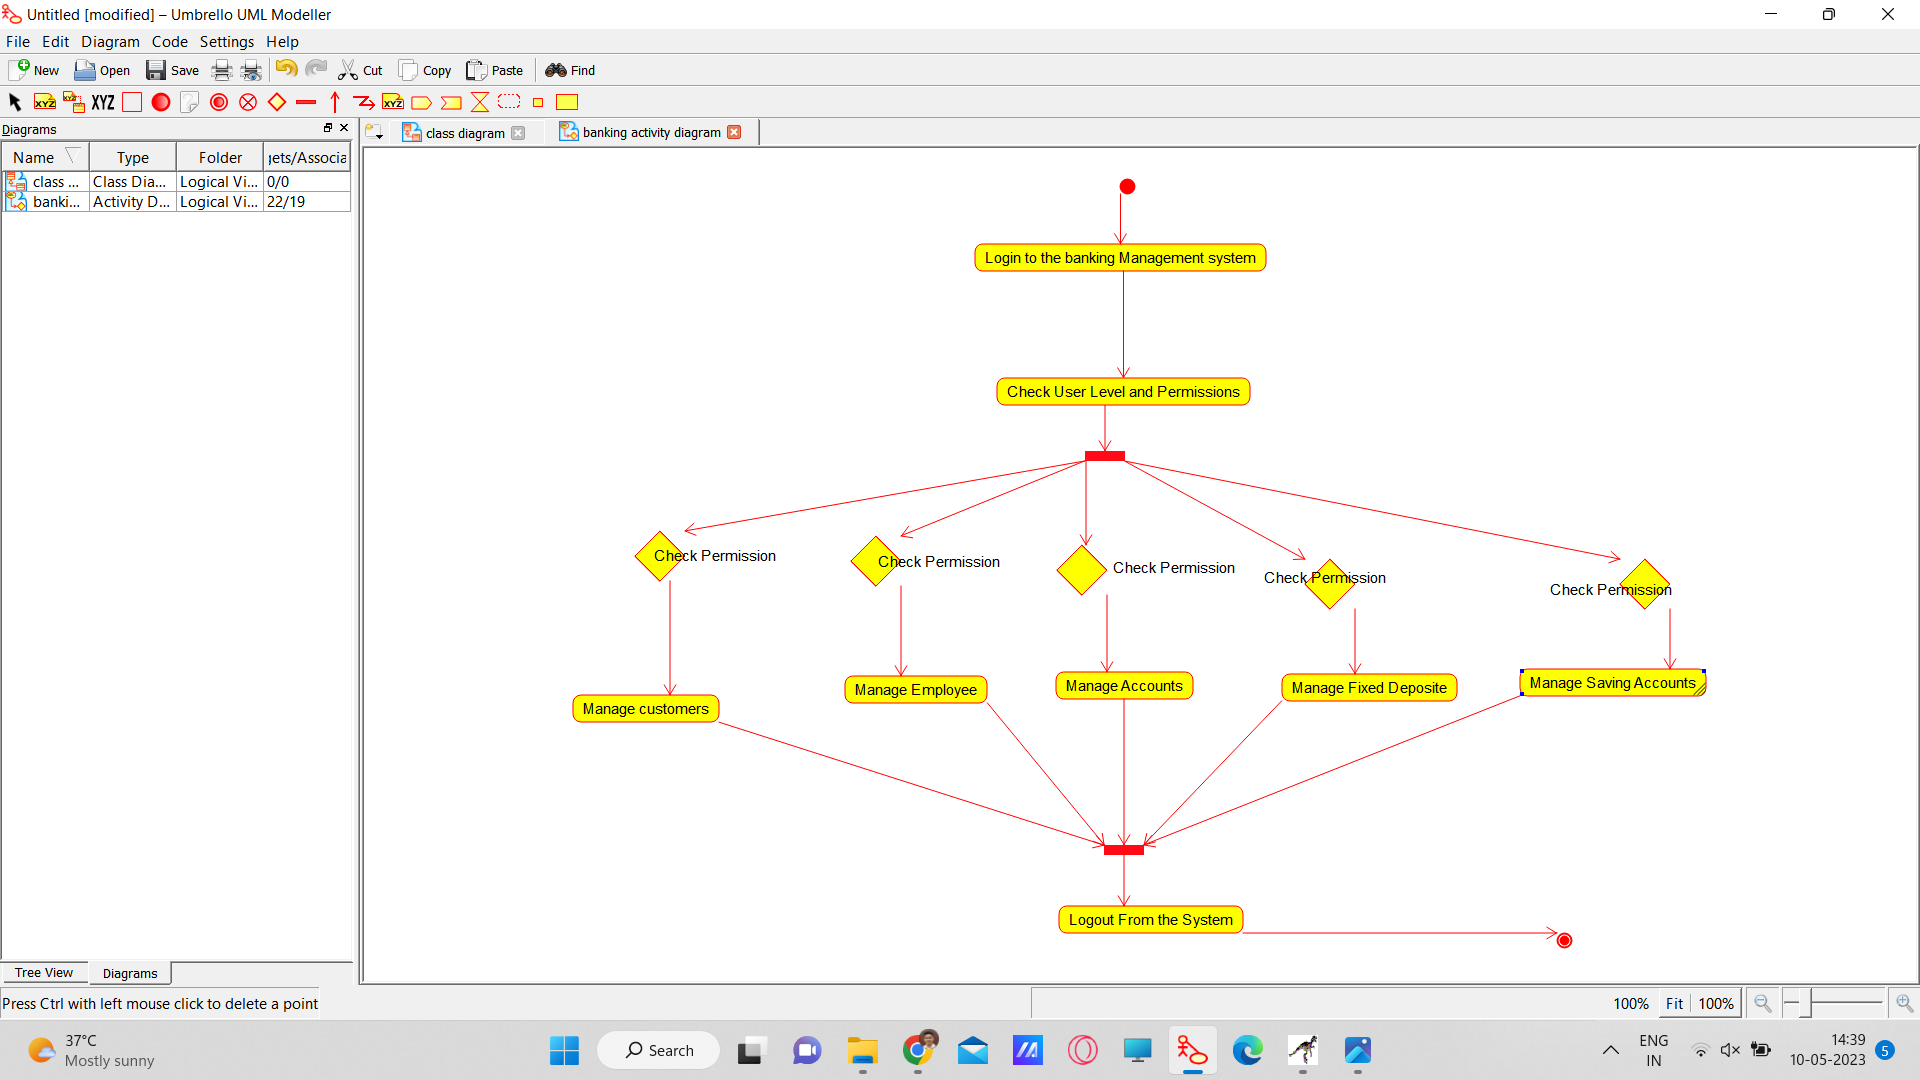 Untitled [modified] – Umbrello UML Modeller
File Edit Diagram Code Settings Help
New Open Save Cut Copy Paste Find
XYZ XYZ XYZ XYZ
Diagrams
class diagram banking activity diagram
Name Type Folder gets/Associa
class ... Class Dia... Logical Vi... 0/0
banki... Activity D... Logical Vi... 22/19
Login to the banking Management system
Check User Level and Permissions
Check Permission
Check Permission
Check Permission
Check Permission
Check Permission
Manage customers
Manage Employee
Manage Accounts
Manage Fixed Deposite
Manage Saving Accounts
Logout From the System
Tree View Diagrams
Press Ctrl with left mouse click to delete a point
100% Fit 100%
37°C
Mostly sunny
Search
ENG
IN
14:39
10-05-2023
5